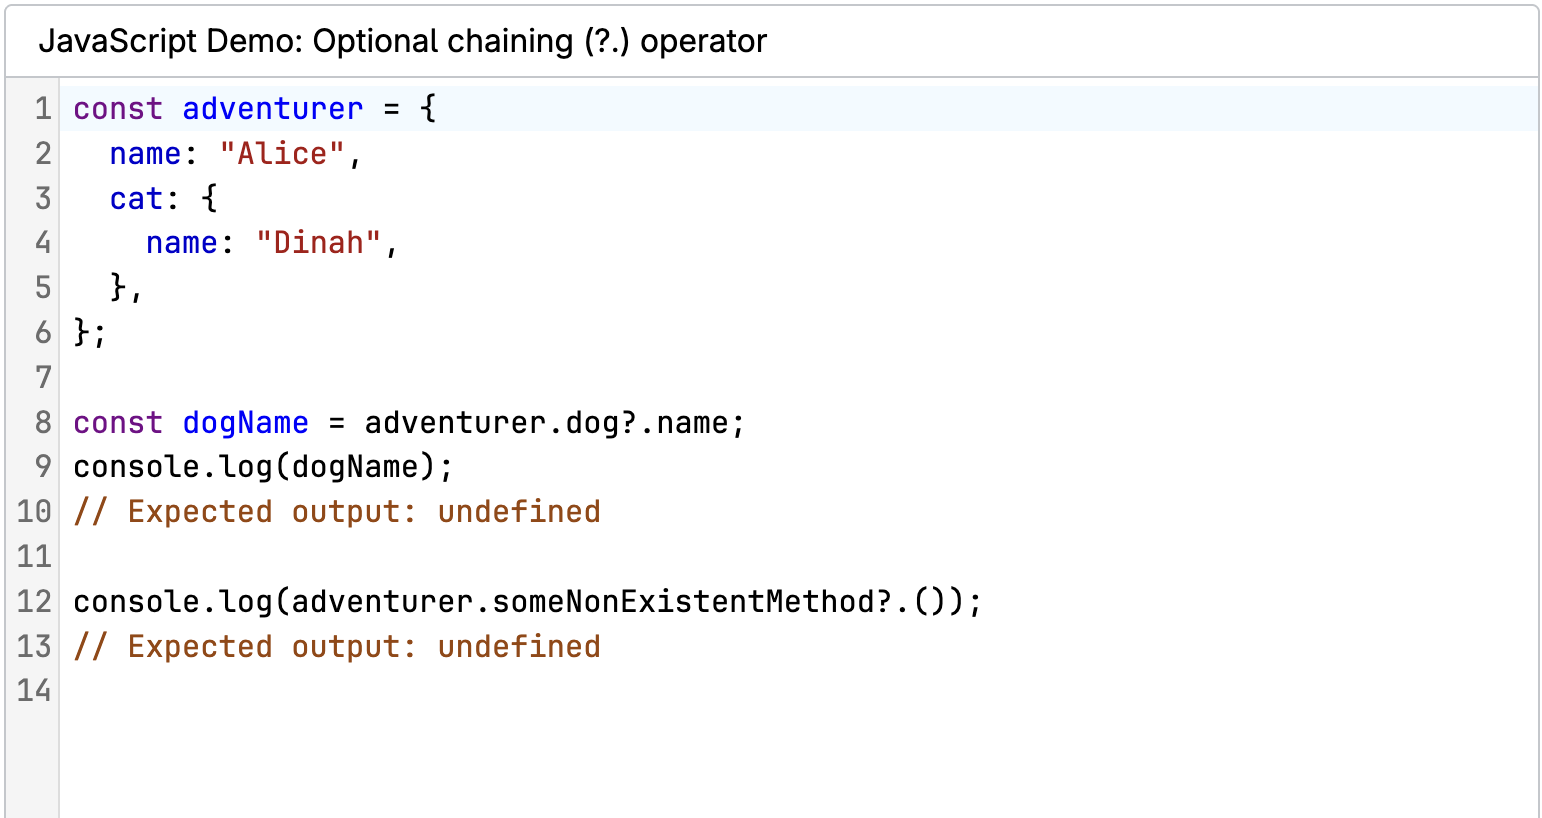 JavaScript Demo: Optional chaining (?.) operator
1 const adventurer = {
2   name: "Alice",
3   cat: {
4     name: "Dinah",
5   },
6 };
7
8 const dogName = adventurer.dog?.name;
9 console.log(dogName);
10 // Expected output: undefined
11
12 console.log(adventurer.someNonExistentMethod?.());
13 // Expected output: undefined
14